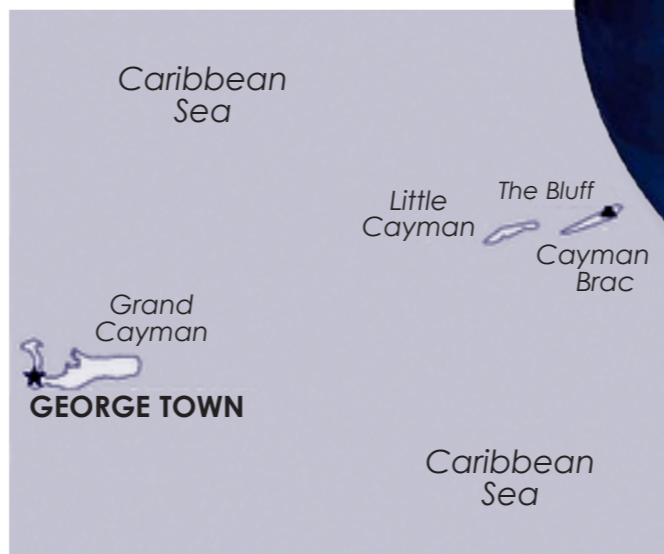 Caribbean
Sea
The Bluff
Little
Cayman
Cayman
Brac
Grand
Cayman
GEORGE TOWN
Caribbean
Sea